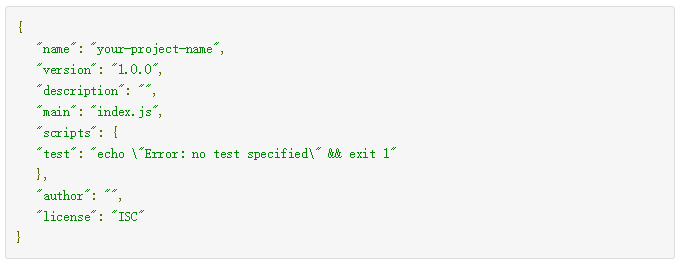 {
"name": "your-project-name",
"version": "1.0.0",
"description": "",
"main": "index.js",
"scripts": {
"test": "echo \"Error: no test specified\" && exit 1"
},
"author": "",
"license": "ISC"
}